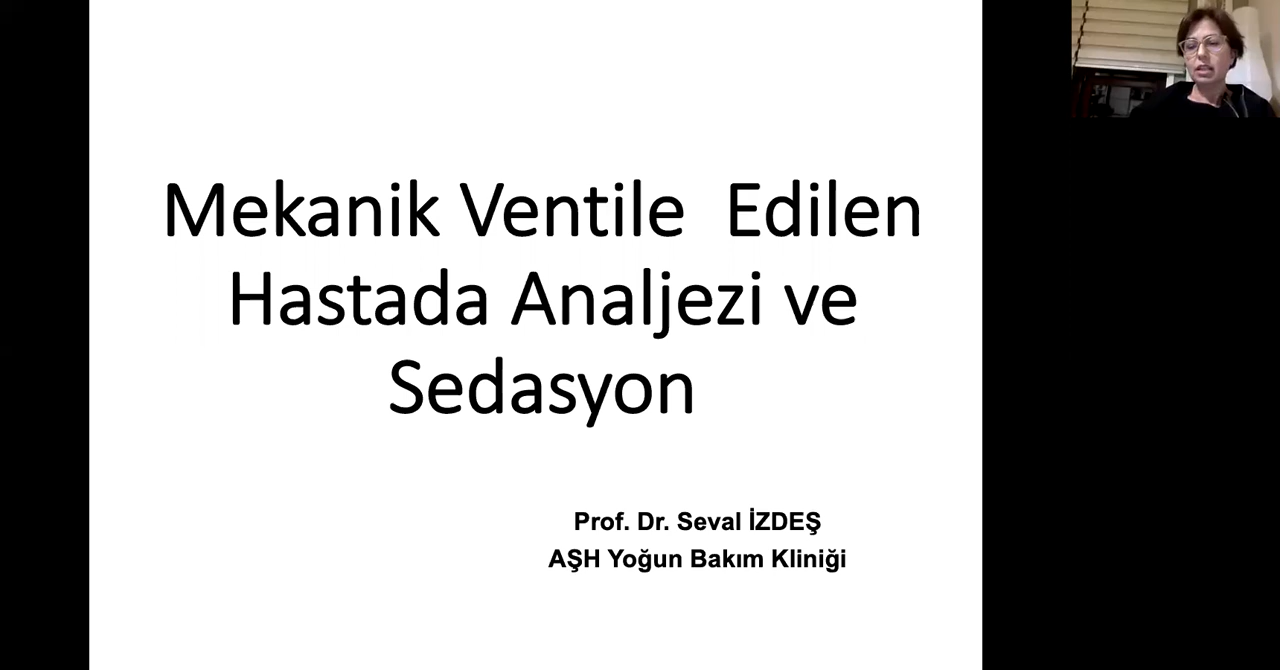 Mekanik Ventile Edilen
Hastada Analjezi ve
Sedasyon
Prof. Dr. Seval İZDEŞ
AŞH Yoğun Bakım Kliniği